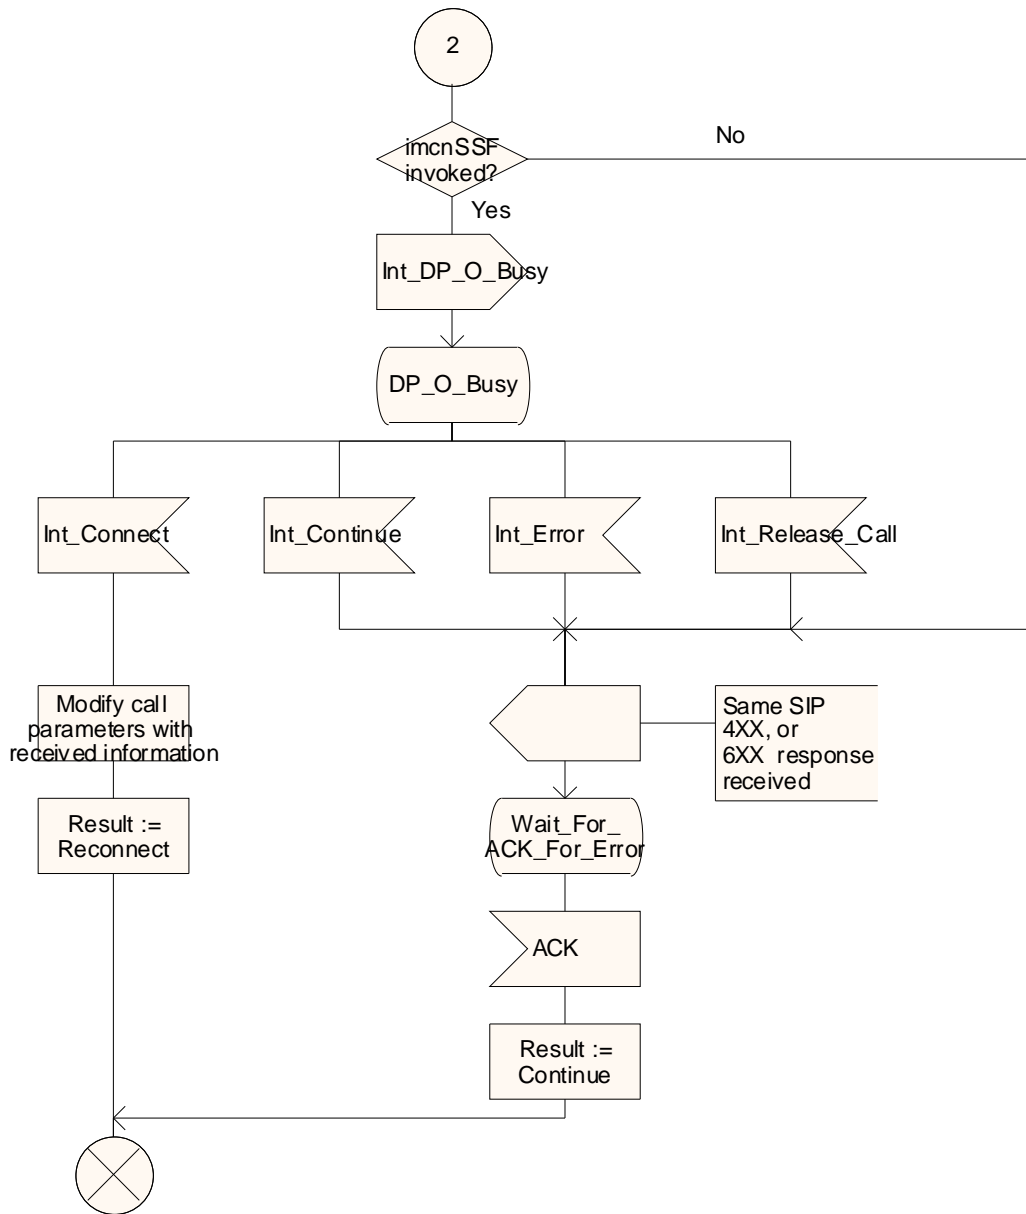 2
imcnSSF
invoked?
No
Yes
Int_DP_O_Busy
DP_O_Busy
Int_Connect
Int_Continue
Int_Error
Int_Release_Call
Modify call
parameters with
received information
Same SIP
4XX, or
6XX response
received
Result :=
Reconnect
Wait_For_
ACK_For_Error
ACK
Result :=
Continue